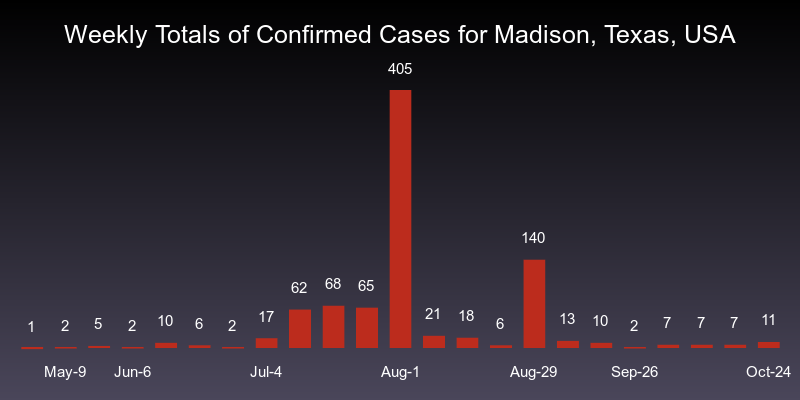 Weekly Totals of Confirmed Cases for Madison, Texas, USA
405
140
62 68 65
1 2 5 2 10 6 2 17 21 18 6 13 10 2 7 7 7 11
May-9 Jun-6 Jul-4 Aug-1 Aug-29 Sep-26 Oct-24